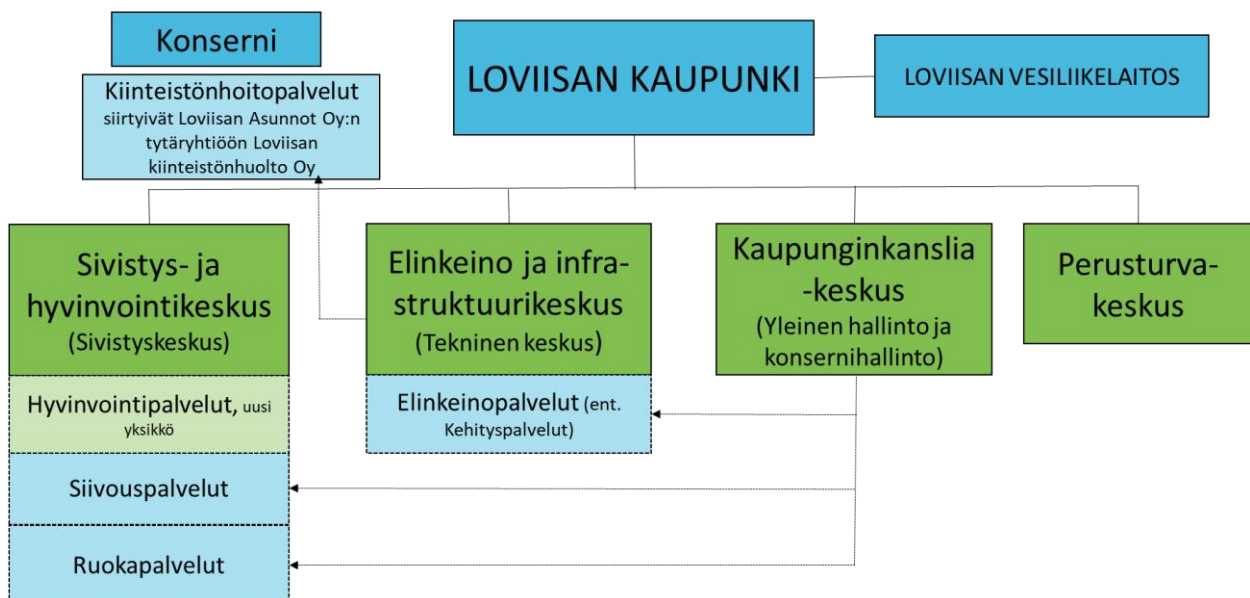 Konserni
Kiinteistönhoitopalvelut
siirtyivät Loviisan Asunnot Oy:n
tytäryhtiöön Loviisan
kiinteistönhuolto Oy
LOVIISAN KAUPUNKI
LOVIISAN VESILIIKELAITOS
Sivistys- ja
hyvinvointikeskus
(Sivistyskeskus)
Hyvinvointipalvelut, uusi
yksikkö
Siivouspalvelut
Ruokapalvelut
Elinkeino ja infra-
struktuurikeskus
(Tekninen keskus)
Elinkeinopalvelut (ent.
Kehityspalvelut)
Kaupunginkanslia
-keskus
(Yleinen hallinto ja
konsernihallinto)
Perusturva-
keskus